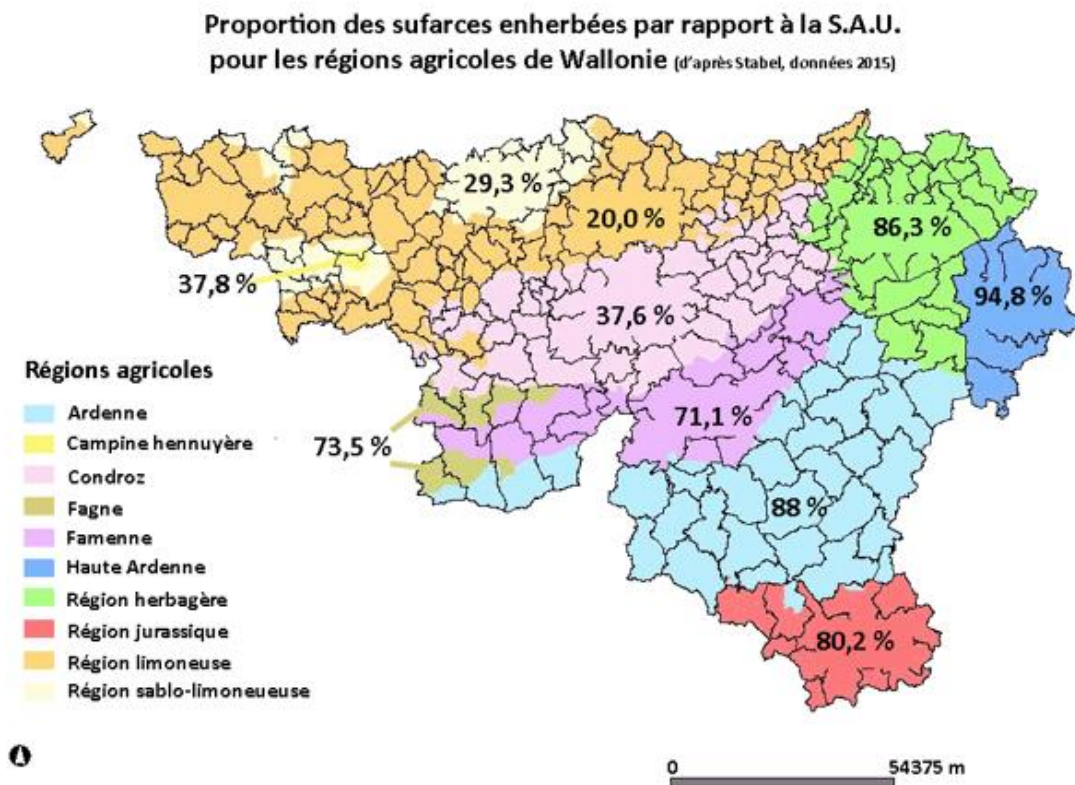 Proportion des sufarces enherbées par rapport à la S.A.U.
pour les régions agricoles de Wallonie (d'après Stabel, données 2015)
29,3 %
20,0 %
86,3 %
37,8 %
94,8 %
37,6 %
Régions agricoles
Ardenne
Campine hennuyère
Condroz
Fagne
Famenne
Haute Ardenne
Région herbagère
Région jurassique
Région limoneuse
Région sablo-limoneueuse
73,5 %
71,1 %
88 %
80,2 %
0 54375 m